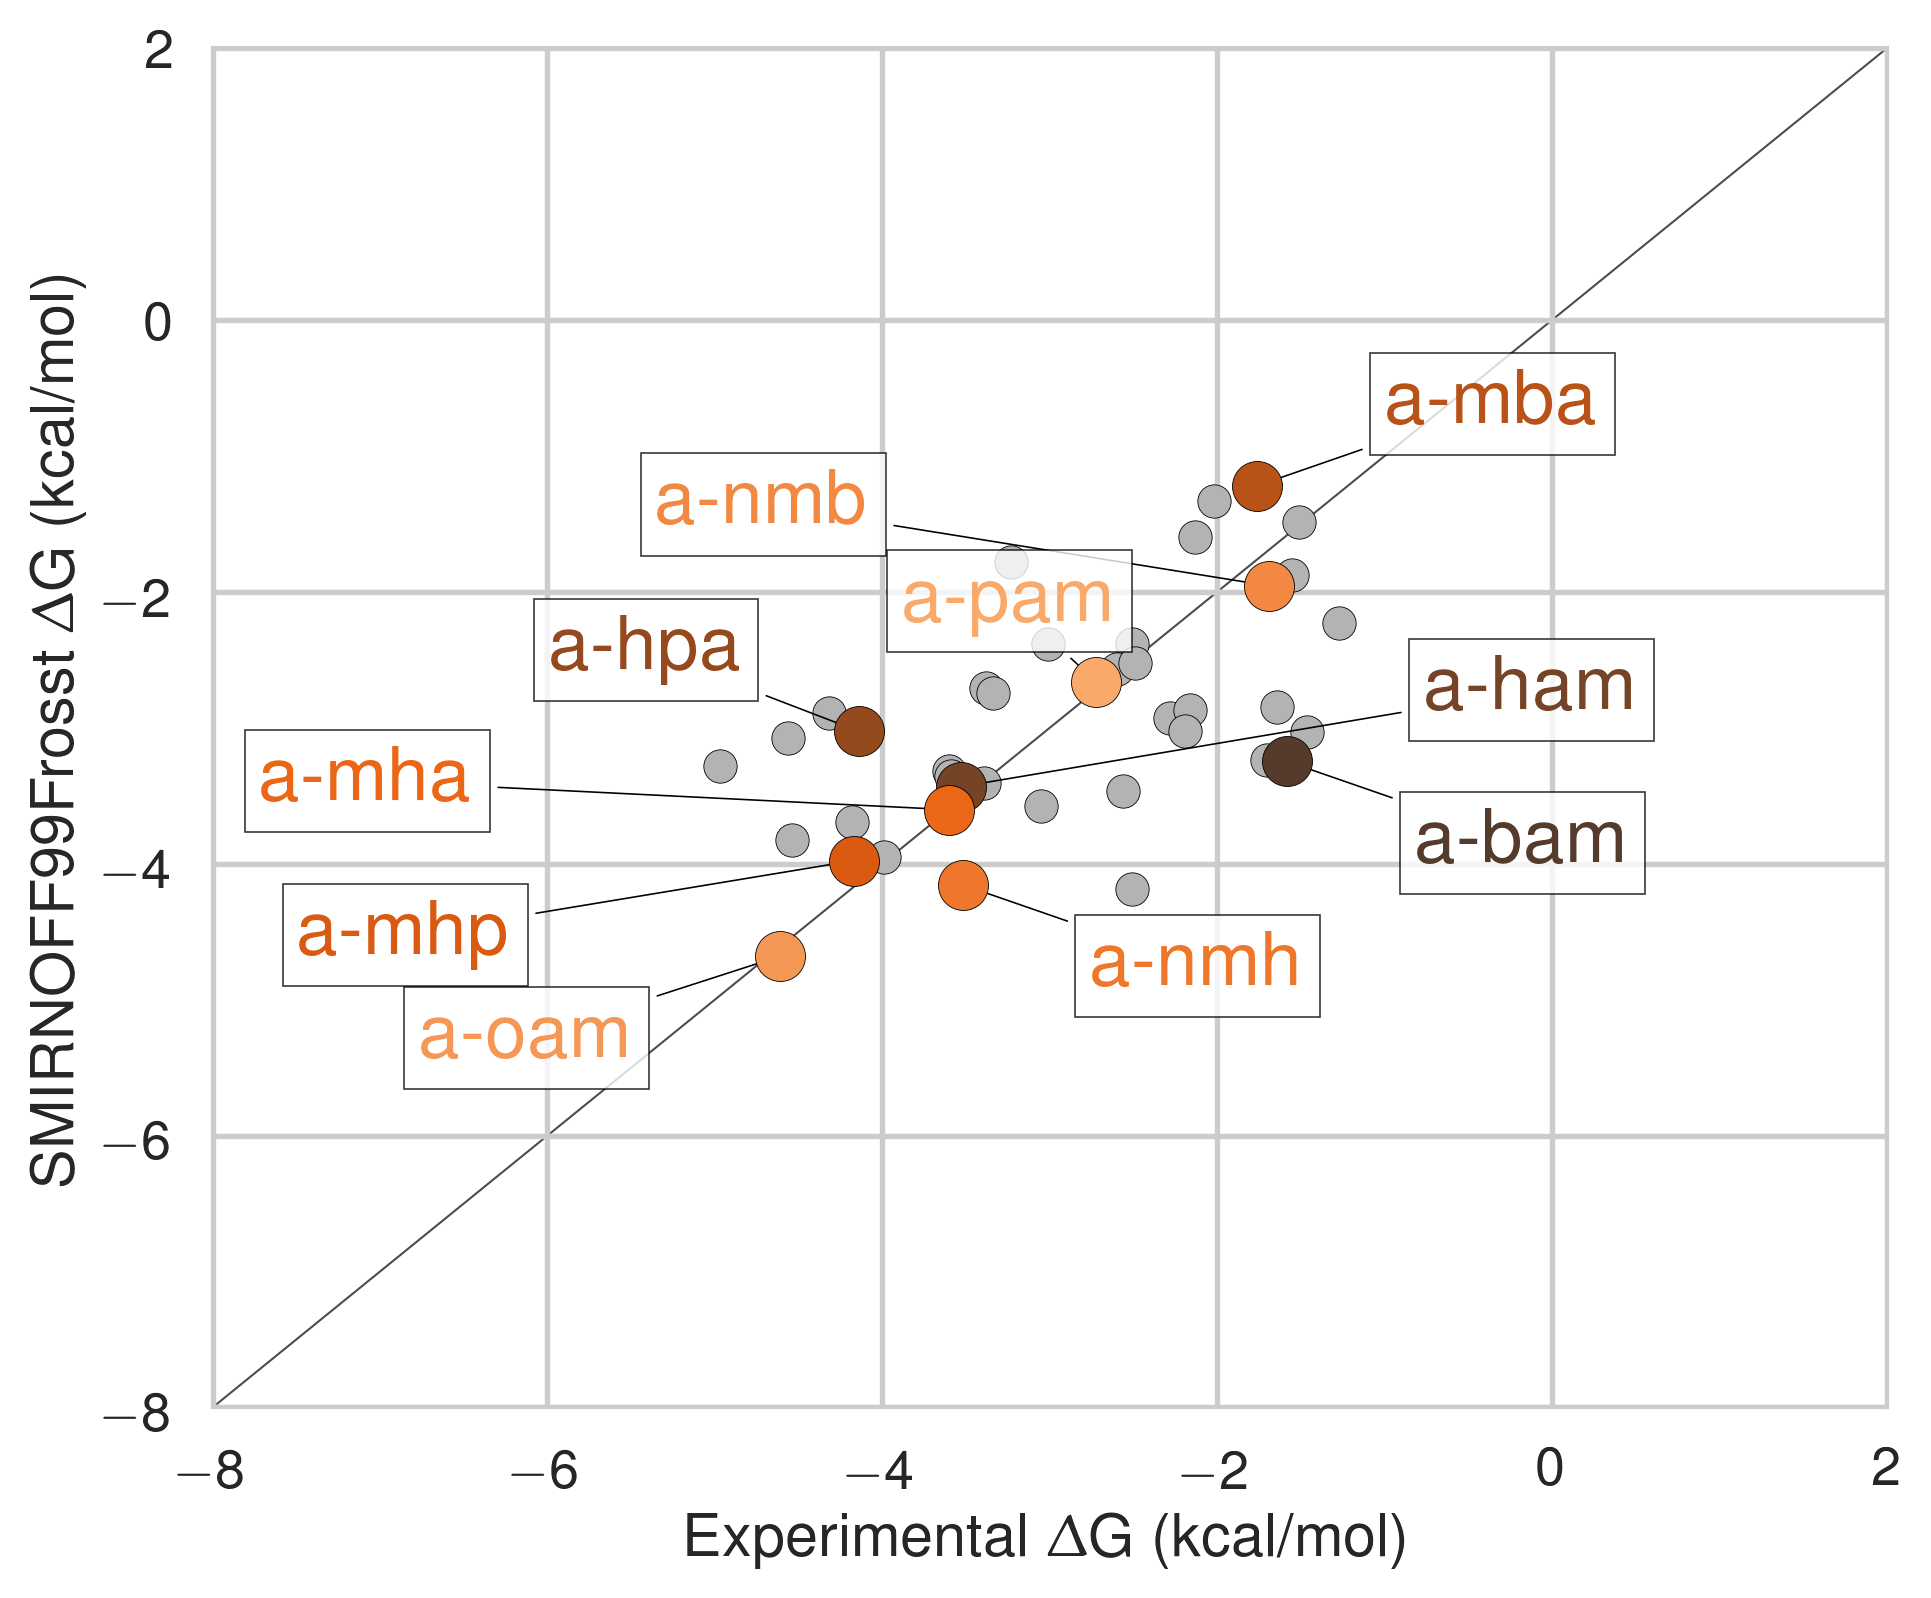 2
0
−2
−4
−6
−8
SMIRNOFF99Frosst ΔG (kcal/mol)
a-mba
a-nmb
a-pam
a-hpa
a-ham
a-mha
a-bam
a-mhp
a-nmh
a-oam
−8 −6 −4 −2 0 2
Experimental ΔG (kcal/mol)